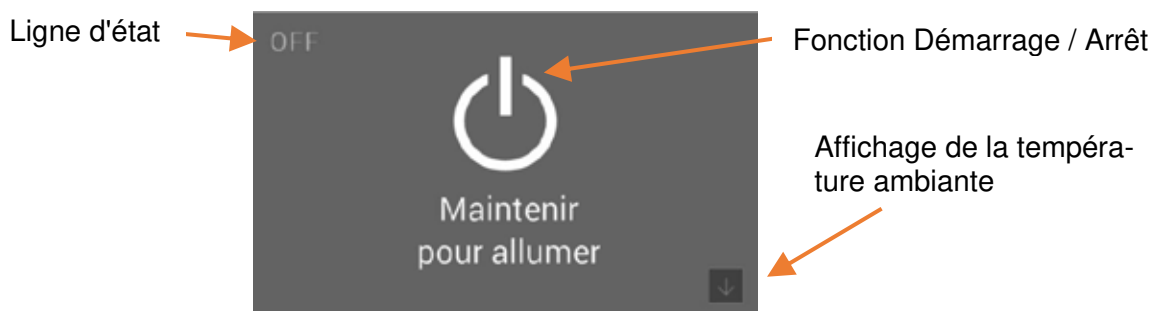 Ligne d'état
OFF
Fonction Démarrage / Arrêt
Affichage de la tempéra-
ture ambiante
Maintenir
pour allumer